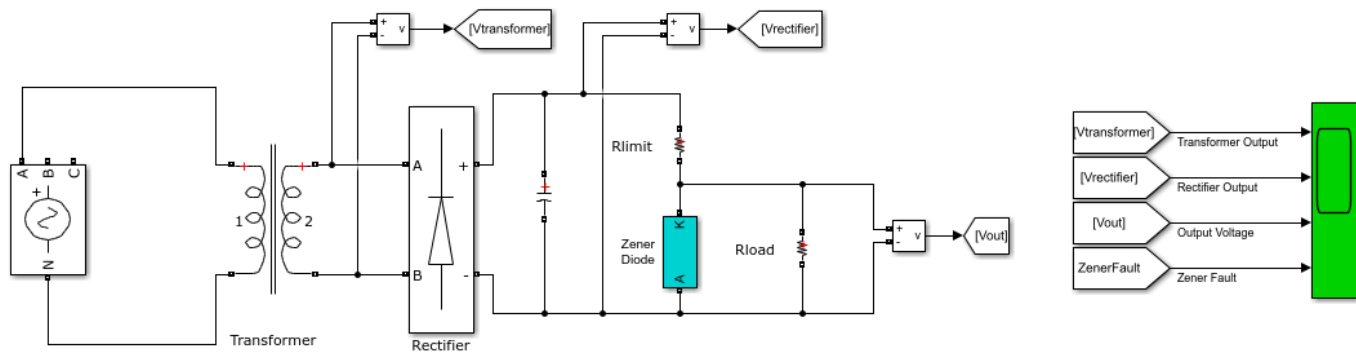 +
-
v
[Vtransformer]
+
-
v
[Vrectifier]
A
B
C
+
N
+
1
+
2
Transformer
A
B
+
-
Rectifier
+
Rlimit
K
A
Zener
Diode
Rload
+
-
v
[Vout]
[Vtransformer]
Transformer Output
[Vrectifier]
Rectifier Output
[Vout]
Output Voltage
ZenerFault
Zener Fault